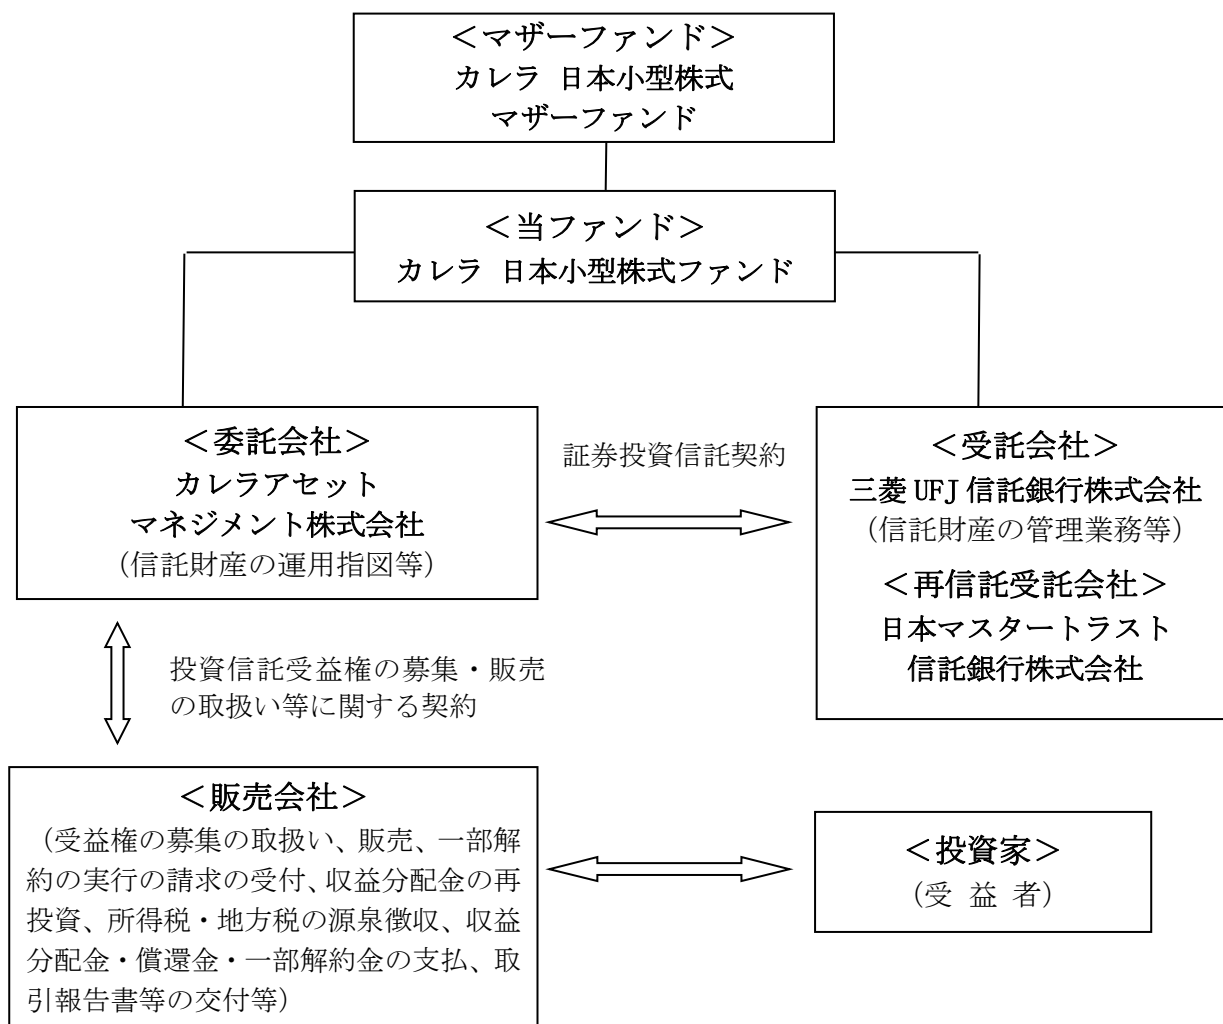 ＜マザーファンド＞
カレラ 日本小型株式
マザーファンド
＜当ファンド＞
カレラ 日本小型株式ファンド
＜委託会社＞
カレラアセット
マネジメント株式会社
（信託財産の運用指図等）
証券投資信託契約
＜受託会社＞
三菱 UFJ 信託銀行株式会社
（信託財産の管理業務等）
＜再信託受託会社＞
日本マスタートラスト
信託銀行株式会社
投資信託受益権の募集・販売
の取扱い等に関する契約
＜販売会社＞
（受益権の募集の取扱い、販売、一部解
約の実行の請求の受付、収益分配金の再
投資、所得税・地方税の源泉徴収、収益
分配金・償還金・一部解約金の支払、取
引報告書等の交付等）
＜投資家＞
（受 益 者）